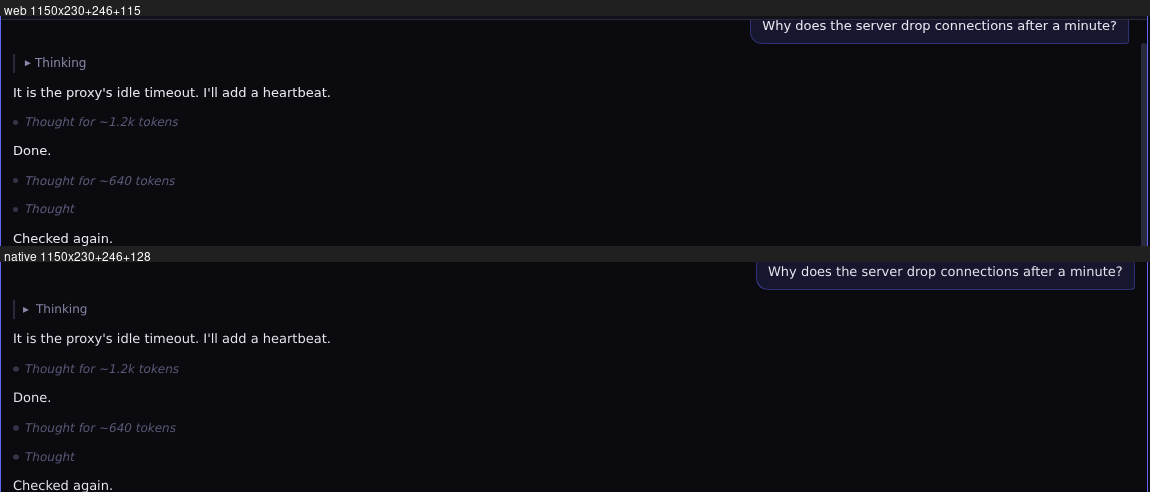 web 1150x230+246+115
Why does the server drop connections after a minute?
▸ Thinking
It is the proxy's idle timeout. I'll add a heartbeat.
• Thought for ~1.2k tokens
Done.
• Thought for ~640 tokens
• Thought
Checked again.
native 1150x230+246+128
Why does the server drop connections after a minute?
▸ Thinking
It is the proxy's idle timeout. I'll add a heartbeat.
• Thought for ~1.2k tokens
Done.
• Thought for ~640 tokens
• Thought
Checked again.